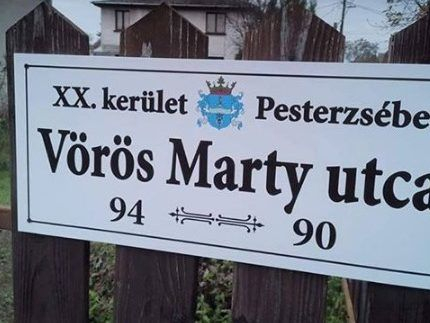 XX. kerület Pesterzsébe
Vörös Marty utca
94 90